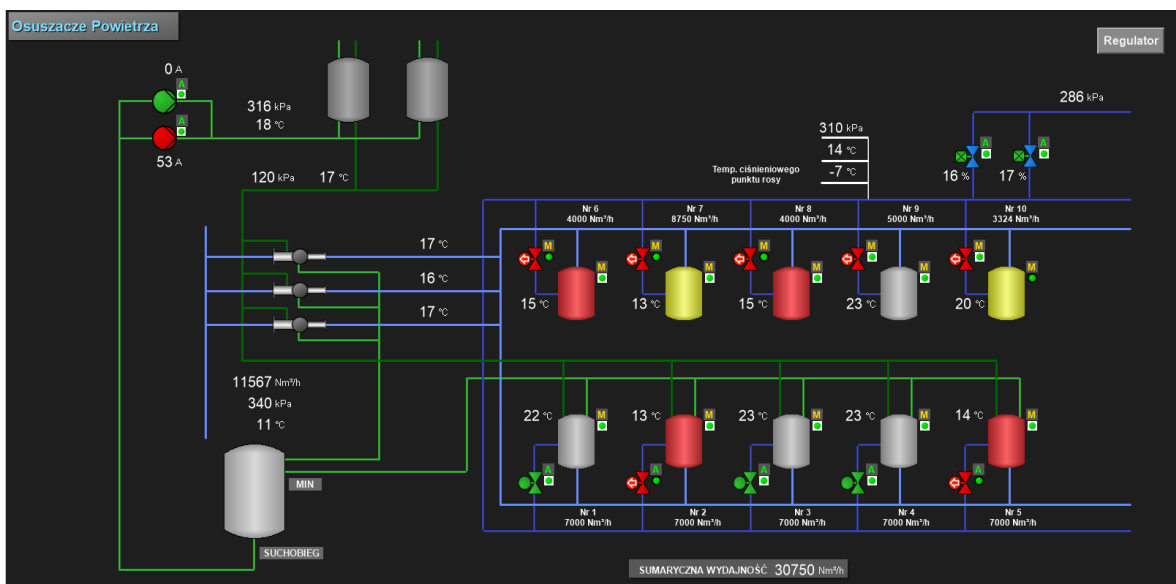 Osuszacze Powietrza
Regulator
0 A
A
316 kPa
18 °C
A
53 A
120 kPa 17 °C
286 kPa
310 kPa
14 °C
-7 °C
Temp. ciśnieniowego
punktu rosy
A
A
16 %
17 %
Nr 6
4000 Nm³/h
Nr 7
8750 Nm³/h
Nr 8
4000 Nm³/h
Nr 9
5000 Nm³/h
Nr 10
3324 Nm³/h
M
M
M
M
M
M
M
M
M
M
15 °C
13 °C
15 °C
23 °C
20 °C
17 °C
16 °C
17 °C
11567 Nm³/h
340 kPa
11 °C
MIN
SUCHOBIEG
22 °C
13 °C
23 °C
23 °C
14 °C
M
M
M
M
M
A
A
A
A
A
Nr 1
7000 Nm³/h
Nr 2
7000 Nm³/h
Nr 3
7000 Nm³/h
Nr 4
7000 Nm³/h
Nr 5
7000 Nm³/h
SUMARYCZNA WYDAJNOŚĆ 30750 Nm³/h